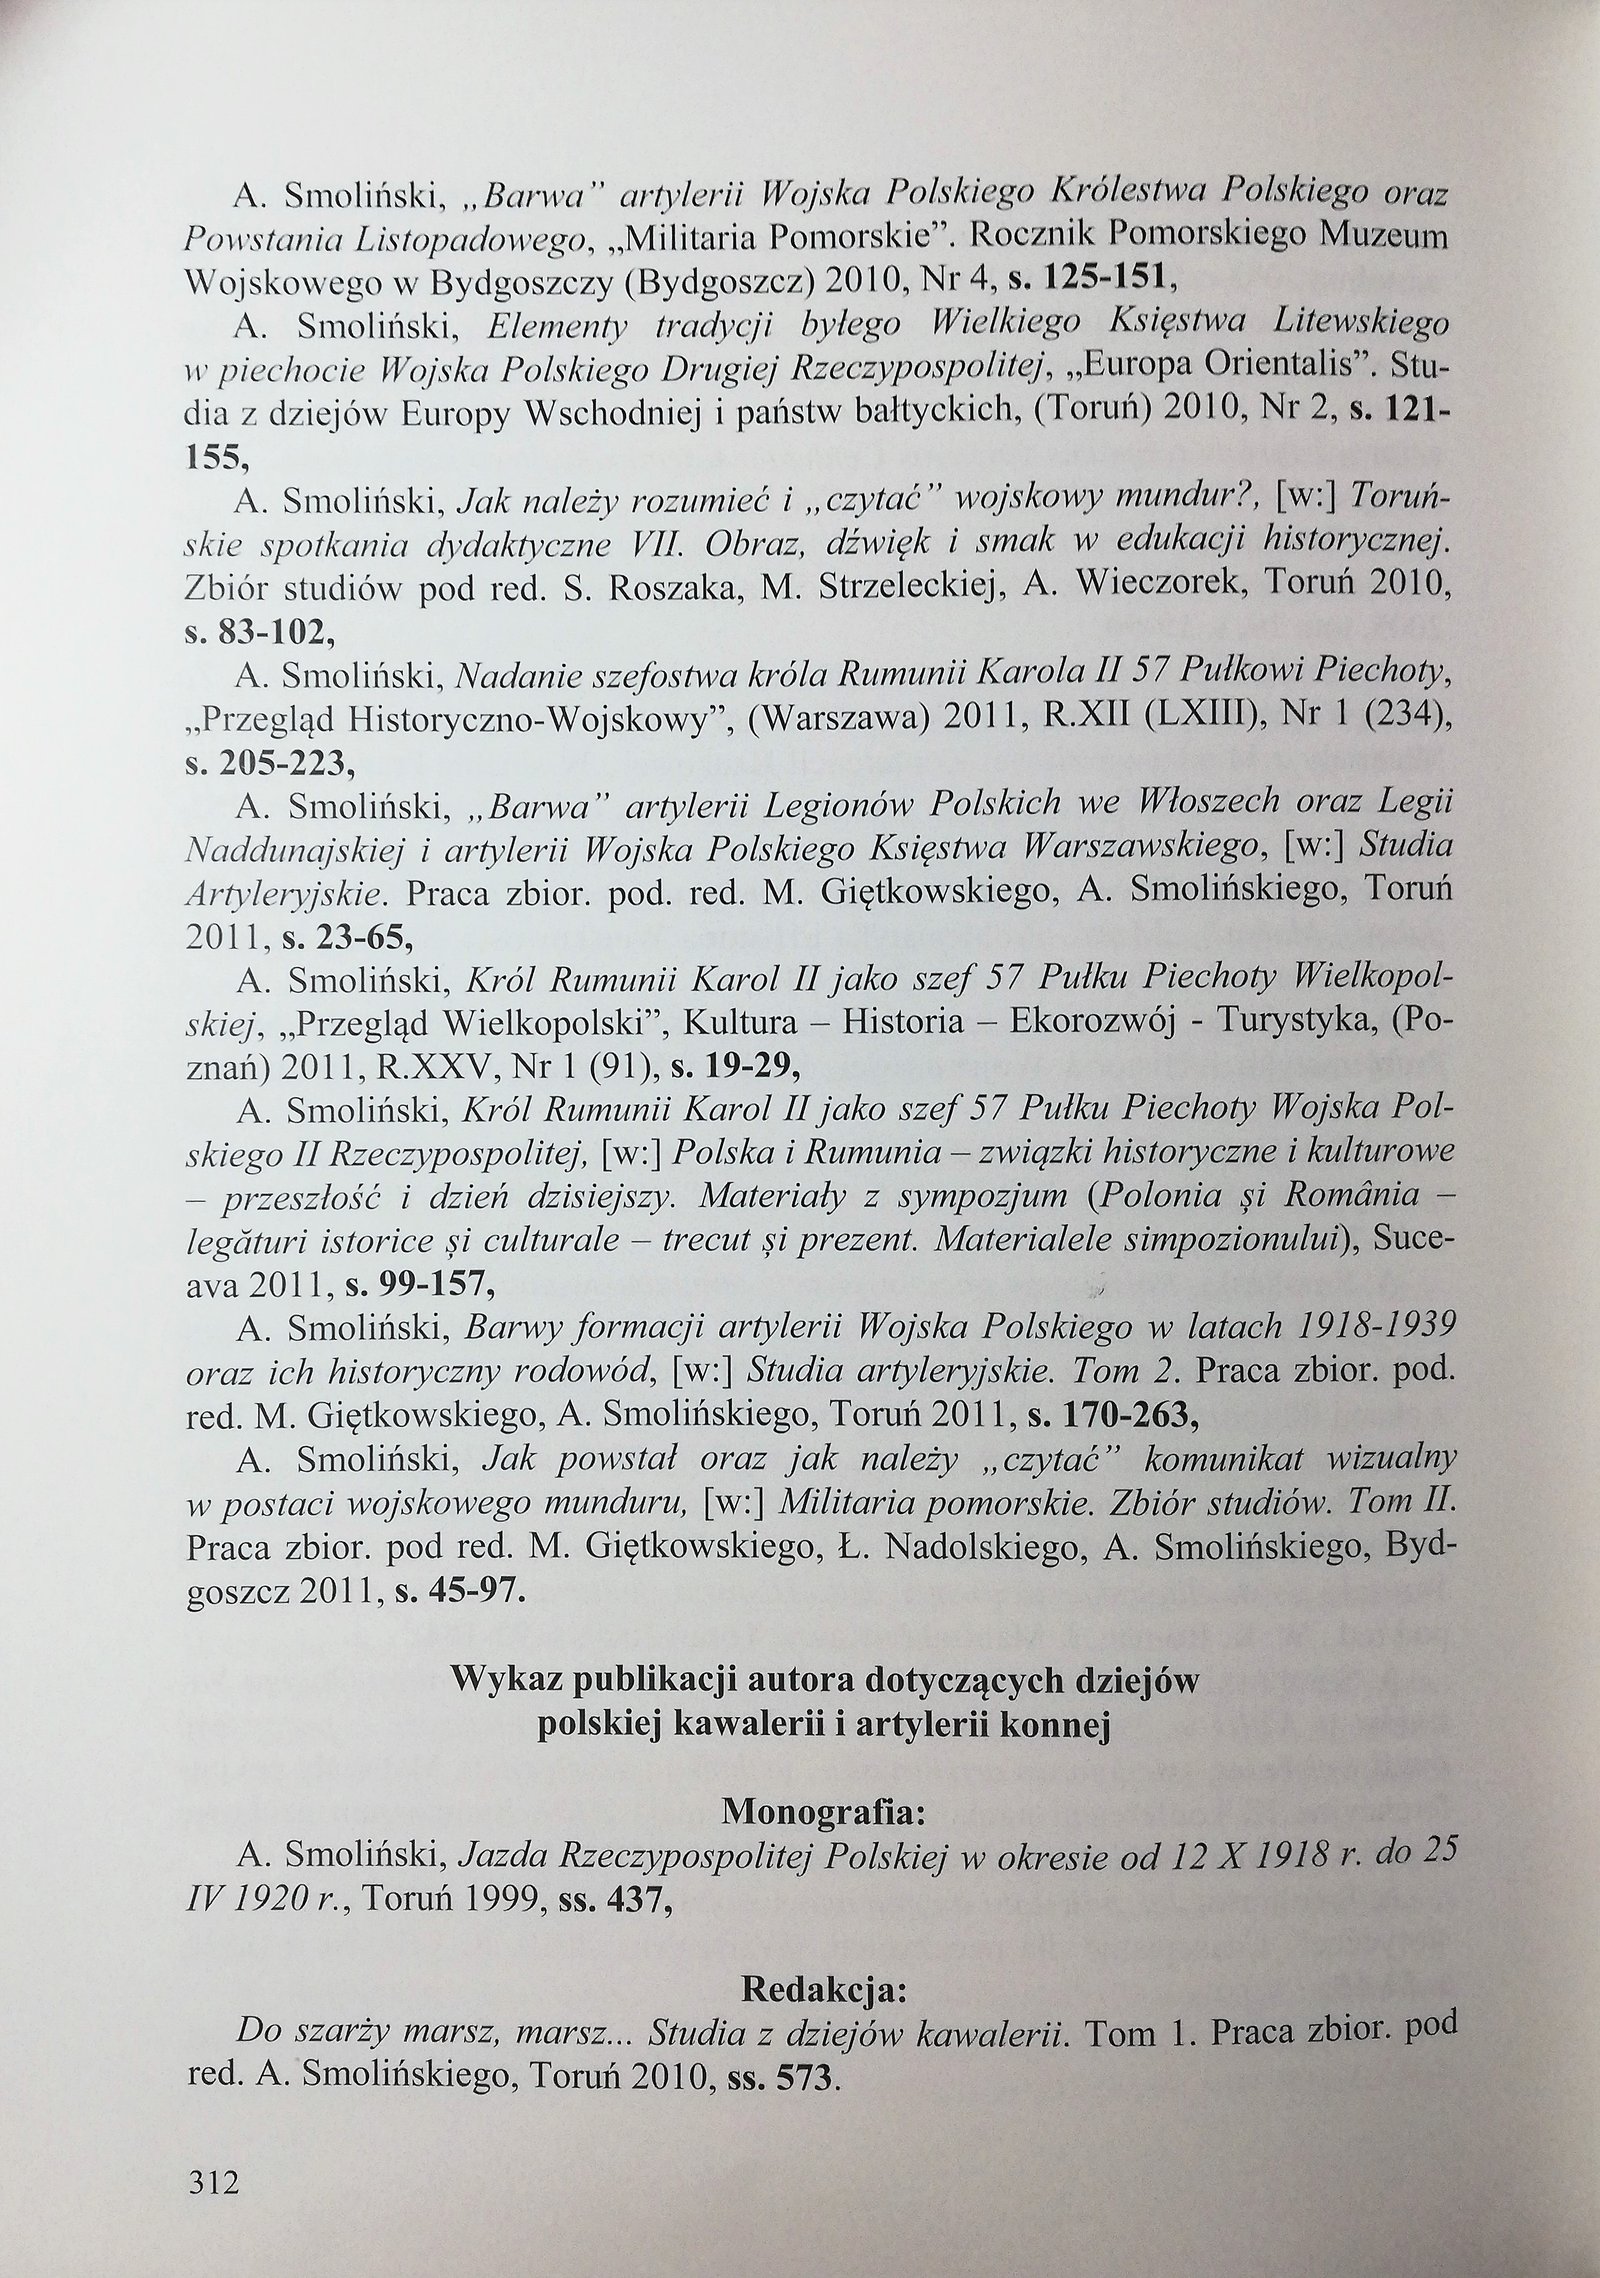 A. Smoliński, „Barwa” artylerii Wojska Polskiego Królestwa Polskiego oraz
Powstania Listopadowego, „Militaria Pomorskie”. Rocznik Pomorskiego Muzeum
Wojskowego w Bydgoszczy (Bydgoszcz) 2010, Nr 4, s. 125-151,
A. Smoliński, Elementy tradycji byłego Wielkiego Księstwa Litewskiego
w piechocie Wojska Polskiego Drugiej Rzeczypospolitej, „Europa Orientalis”. Stu-
dia z dziejów Europy Wschodniej i państw bałtyckich, (Toruń) 2010, Nr 2, s. 121-
155,
A. Smoliński, Jak należy rozumieć i „czytać” wojskowy mundur?, [w:] Toruń-
skie spotkania dydaktyczne VII. Obraz, dźwięk i smak w edukacji historycznej.
Zbiór studiów pod red. S. Roszaka, M. Strzeleckiej, A. Wieczorek, Toruń 2010,
s. 83-102,
A. Smoliński, Nadanie szefostwa króla Rumunii Karola II 57 Pułkowi Piechoty,
„Przegląd Historyczno-Wojskowy”, (Warszawa) 2011, R.XII (LXIII), Nr 1 (234),
s. 205-223,
A. Smoliński, „Barwa” artylerii Legionów Polskich we Włoszech oraz Legii
Naddunajskiej i artylerii Wojska Polskiego Księstwa Warszawskiego, [w:] Studia
Artyleryjskie. Praca zbior. pod. red. M. Giętkowskiego, A. Smolińskiego, Toruń
2011, s. 23-65,
A. Smoliński, Król Rumunii Karol II jako szef 57 Pułku Piechoty Wielkopol-
skiej, „Przegląd Wielkopolski”, Kultura – Historia – Ekorozwój - Turystyka, (Po-
znań) 2011, R.XXV, Nr 1 (91), s. 19-29,
A. Smoliński, Król Rumunii Karol II jako szef 57 Pułku Piechoty Wojska Pol-
skiego II Rzeczypospolitej, [w:] Polska i Rumunia – związki historyczne i kulturowe
– przeszłość i dzień dzisiejszy. Materiały z sympozjum (Polonia şi România –
legături istorice şi culturale – trecut şi prezent. Materialele simpozionului), Suce-
ava 2011, s. 99-157,
A. Smoliński, Barwy formacji artylerii Wojska Polskiego w latach 1918-1939
oraz ich historyczny rodowód, [w:] Studia artyleryjskie. Tom 2. Praca zbior. pod.
red. M. Giętkowskiego, A. Smolińskiego, Toruń 2011, s. 170-263,
A. Smoliński, Jak powstał oraz jak należy „czytać” komunikat wizualny
w postaci wojskowego munduru, [w:] Militaria pomorskie. Zbiór studiów. Tom II.
Praca zbior. pod red. M. Giętkowskiego, Ł. Nadolskiego, A. Smolińskiego, Byd-
goszcz 2011, s. 45-97.
Wykaz publikacji autora dotyczących dziejów
polskiej kawalerii i artylerii konnej
Monografia:
A. Smoliński, Jazda Rzeczypospolitej Polskiej w okresie od 12 X 1918 r. do 25
IV 1920 r., Toruń 1999, ss. 437,
Redakcja:
Do szarży marsz, marsz... Studia z dziejów kawalerii. Tom 1. Praca zbior. pod
red. A. Smolińskiego, Toruń 2010, ss. 573.
312